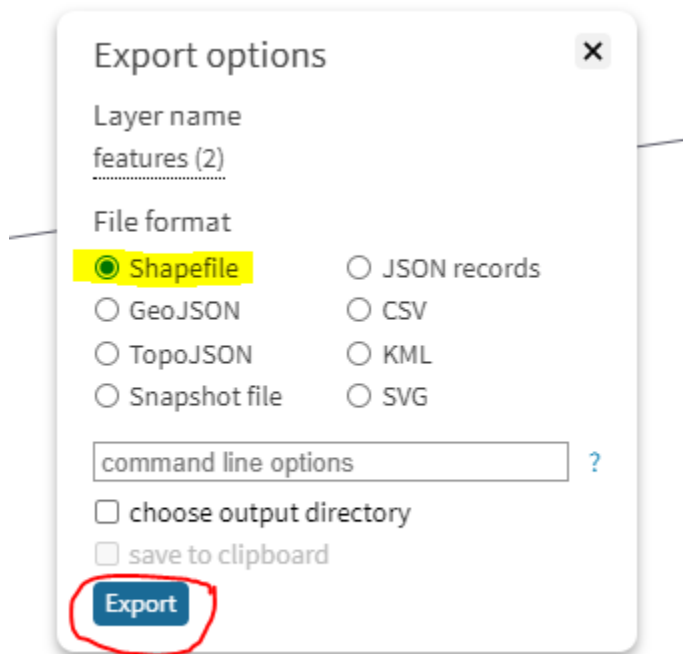 Export options
Layer name
features (2)
File format
Shapefile
JSON records
GeoJSON
CSV
TopoJSON
KML
Snapshot file
SVG
command line options
?
choose output directory
save to clipboard
Export